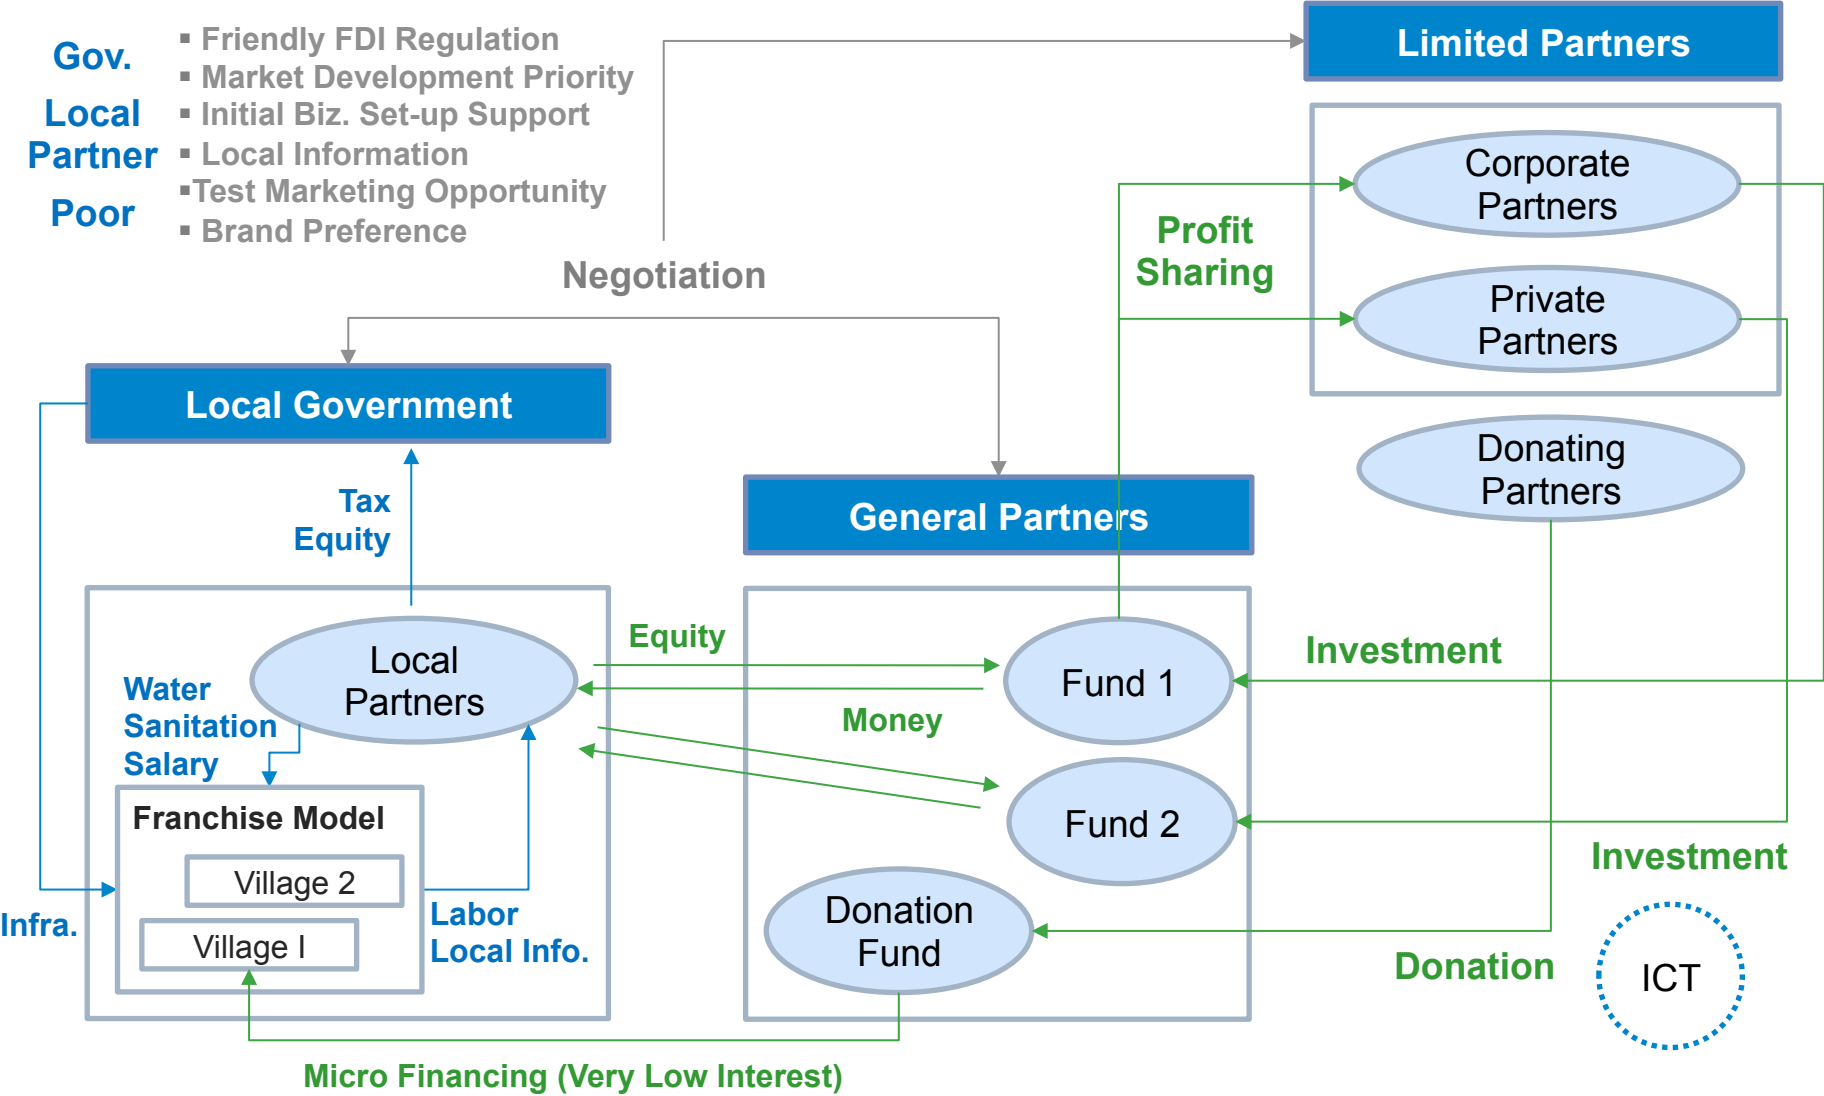 Gov.
Local
Partner
Poor
▪ Friendly FDI Regulation
▪ Market Development Priority
▪ Initial Biz. Set-up Support
▪ Local Information
▪Test Marketing Opportunity
▪ Brand Preference
Negotiation
Limited Partners
Corporate
Partners
Profit
Sharing
Private
Partners
Donating
Partners
Local Government
Tax
Equity
General Partners
Local
Partners
Equity
Money
Fund 1
Investment
Water
Sanitation
Salary
Franchise Model
Village 2
Village I
Infra.
Labor
Local Info.
Fund 2
Investment
Donation
Fund
Donation
ICT
Micro Financing (Very Low Interest)